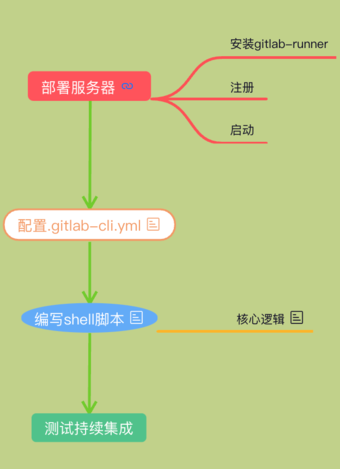 安装gitlab-runner
部署服务器
注册
启动
配置.gitlab-cli.yml
编写shell脚本
核心逻辑
测试持续集成